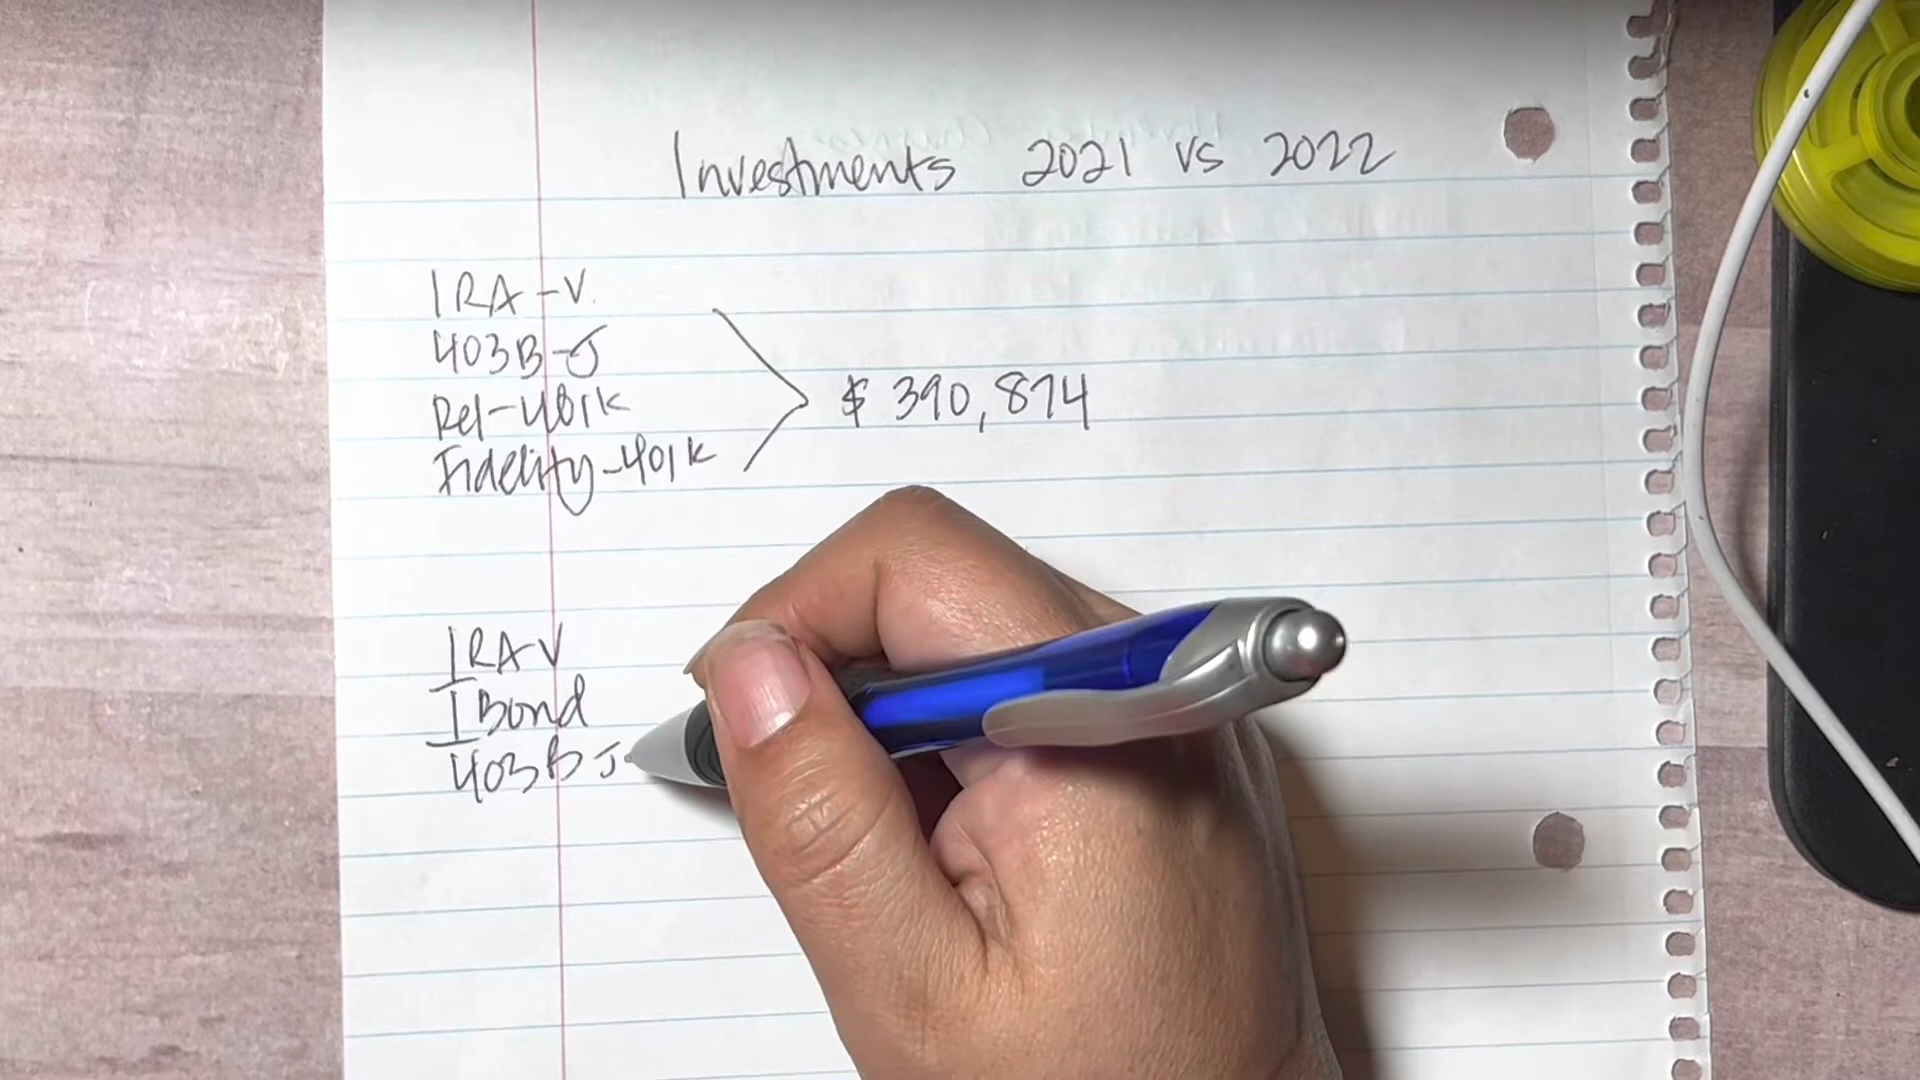 Investments 2021 vs 2022
IRA-V.
403B-J
Rel-401k
Fidelity-401k
$ 390,874
IRA-V
I Bond
403B J